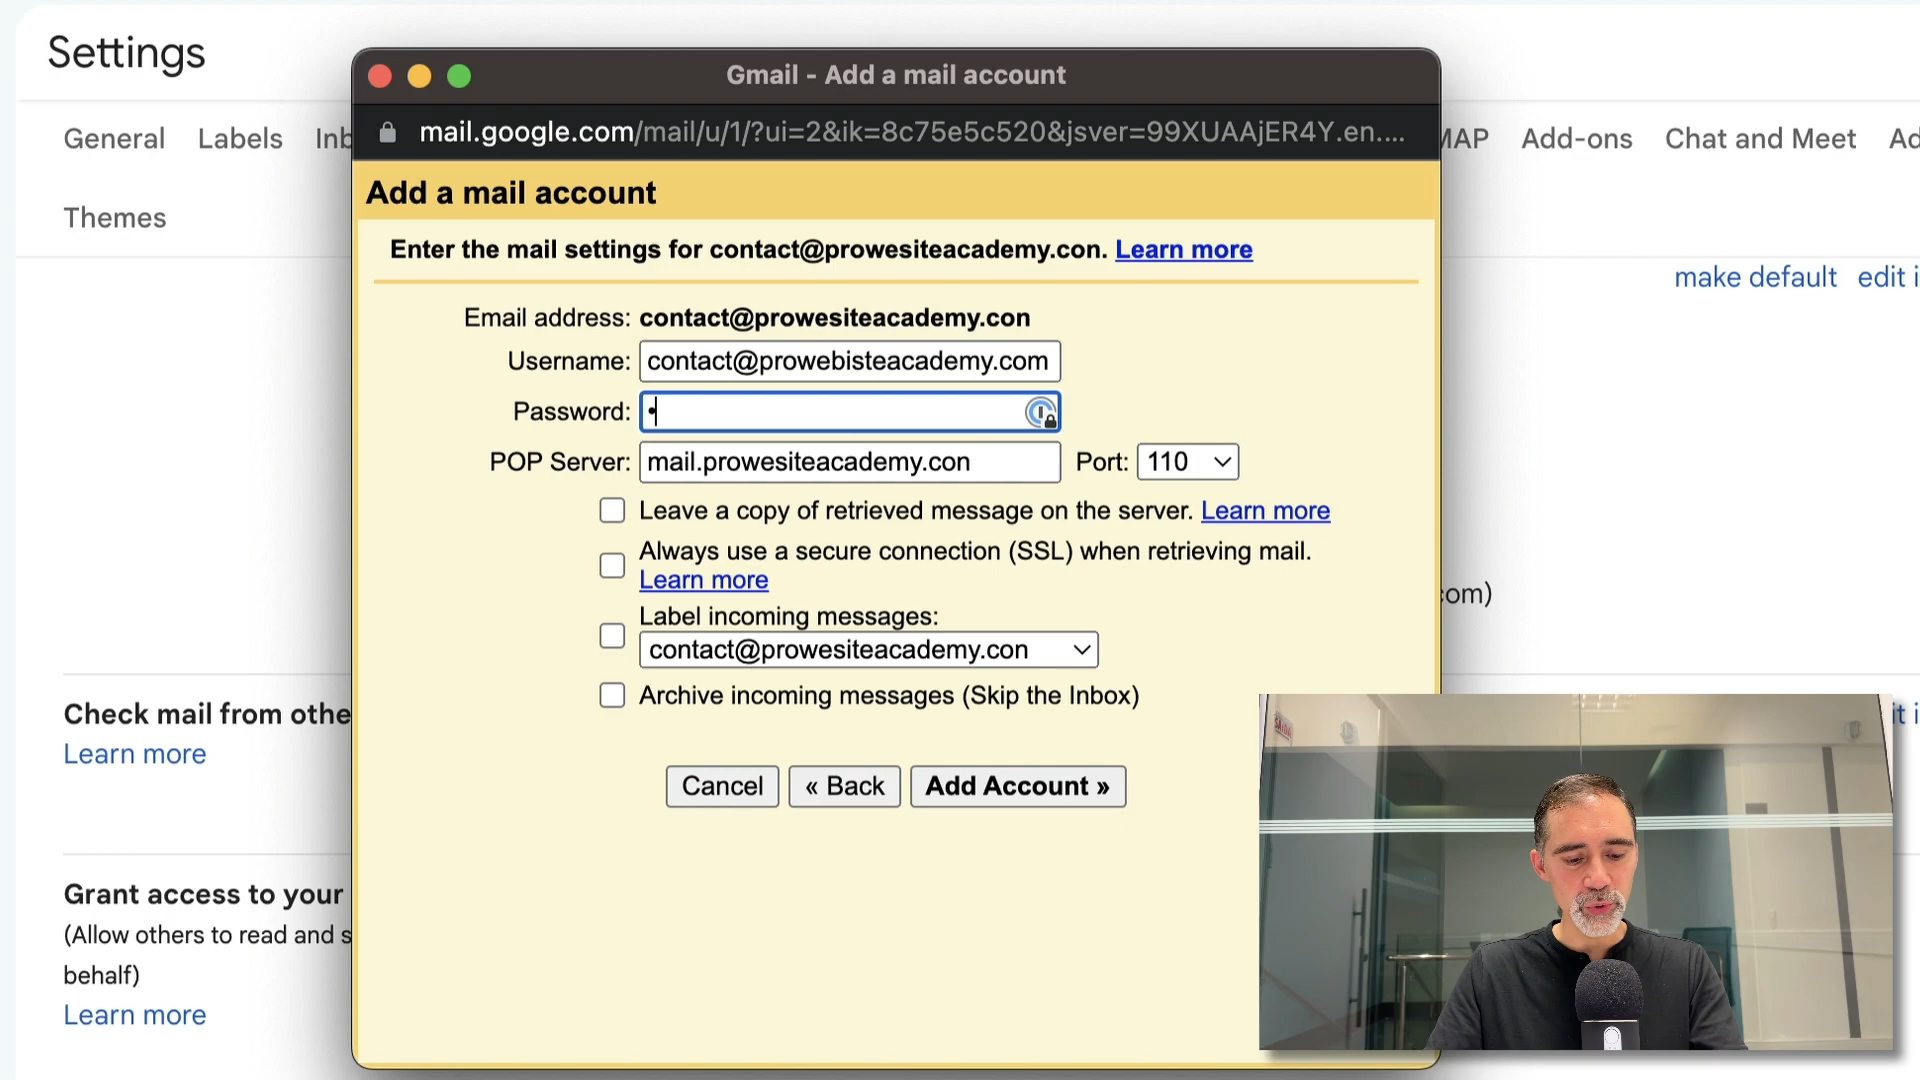 Settings
Gmail - Add a mail account
mail.google.com/mail/u/1/?ui=2&ik=8c75e5c520&jsver=99XUAAjER4Y.en....
General Labels Inb MAP Add-ons Chat and Meet Ad
Themes
Add a mail account
Enter the mail settings for contact@prowesiteacademy.con. Learn more
make default edit i
Email address: contact@prowesiteacademy.con
Username: contact@prowebisteacademy.com
Password: •
POP Server: mail.prowesiteacademy.con Port: 110
Leave a copy of retrieved message on the server. Learn more
Always use a secure connection (SSL) when retrieving mail.
Learn more
com)
Label incoming messages:
contact@prowesiteacademy.con
Archive incoming messages (Skip the Inbox)
Check mail from othe
it i
Learn more
Cancel « Back Add Account »
Grant access to your
(Allow others to read and s
behalf)
Learn more